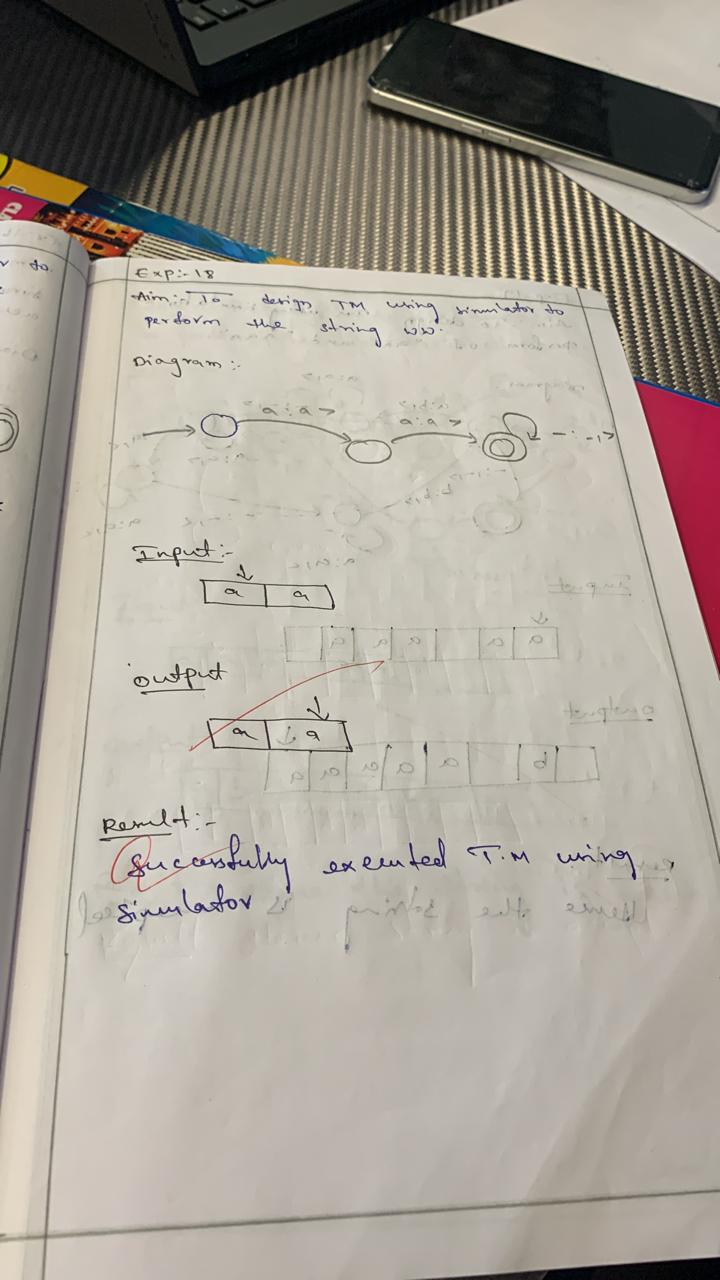 Exp:- 18
Aim:- To design TM using simulator to
perform the string ww.
Diagram:-
a:a>
a:a>
-:-,>
Input:-
a a
output
a a
Result:-
Successfully executed T.M using
simulator